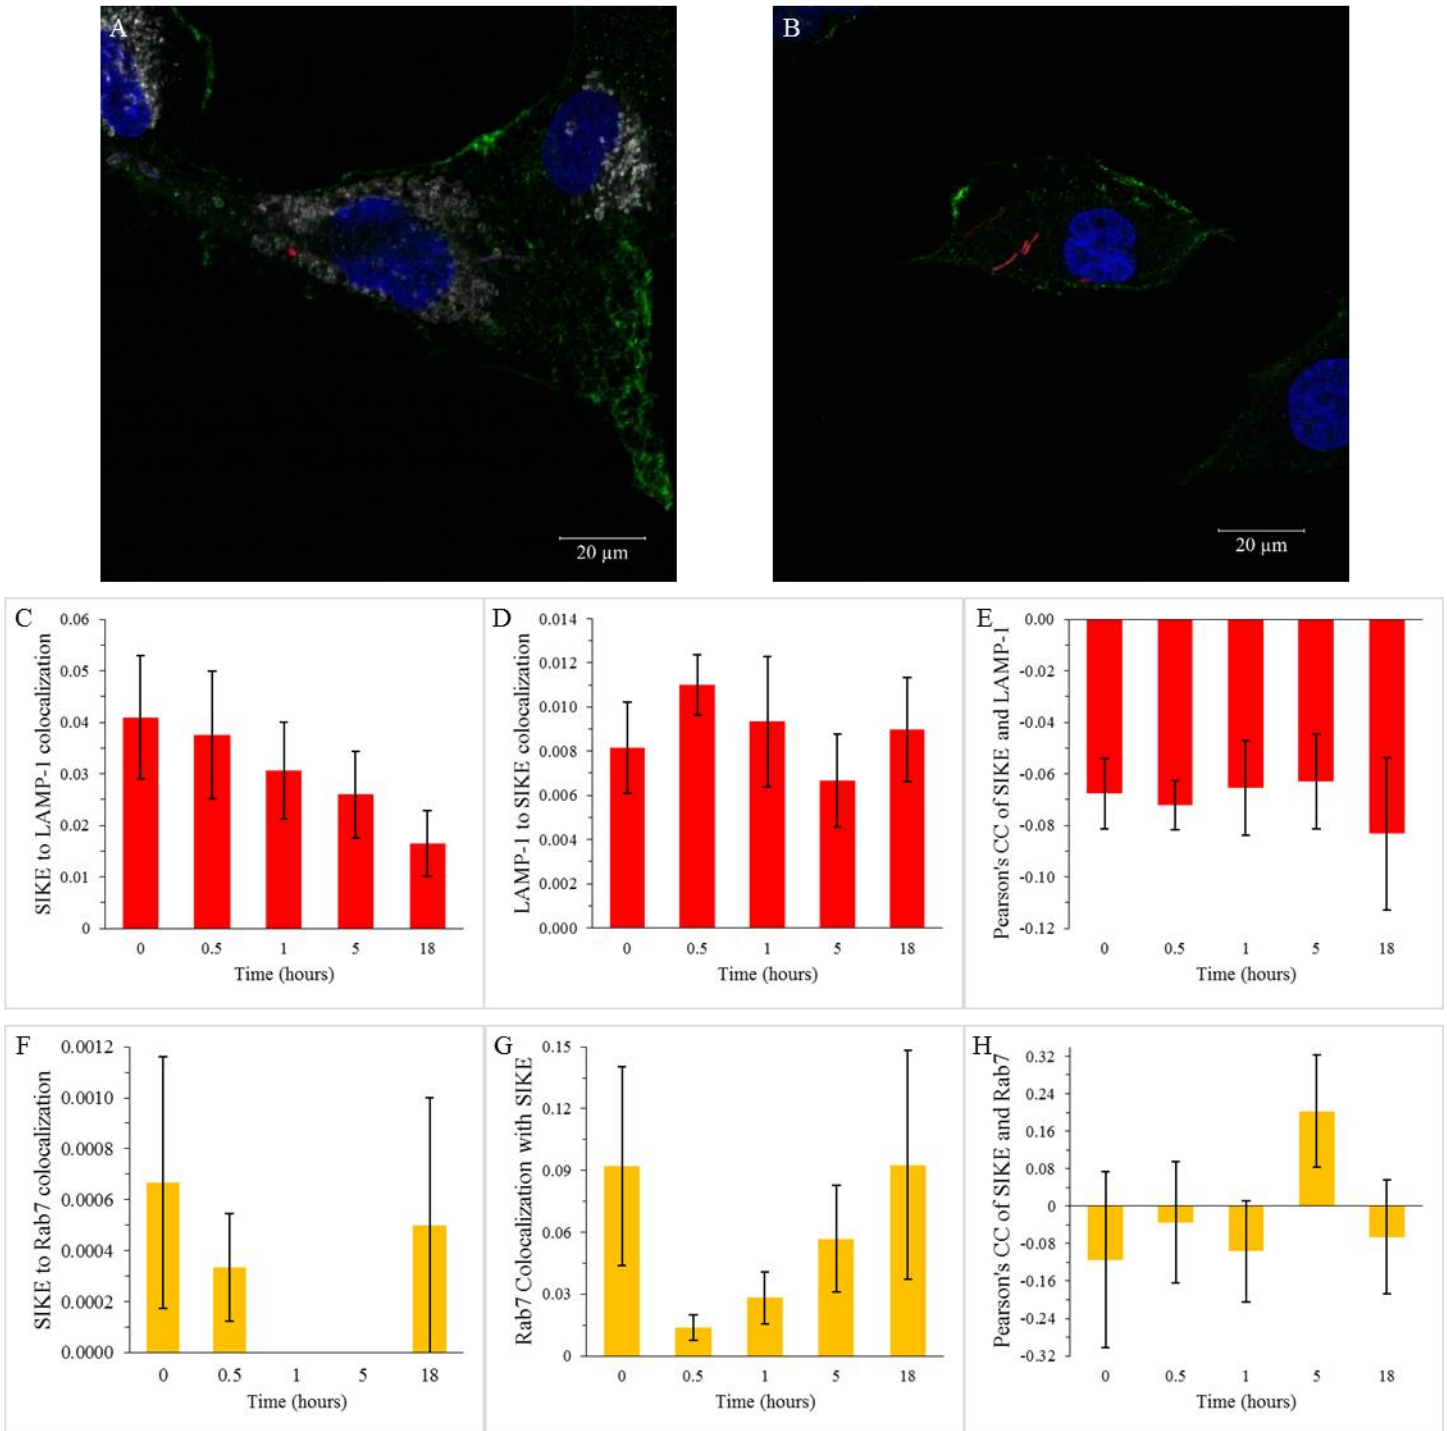 A
B
20 µm
20 µm
C
SIKE to LAMP-1 colocalization
0.06
0.05
0.04
0.03
0.02
0.01
0
0 0.5 1 5 18
Time (hours)
D
LAMP-1 to SIKE colocalization
0.014
0.012
0.010
0.008
0.006
0.004
0.002
0.000
0 0.5 1 5 18
Time (hours)
E
Pearson's CC of SIKE and LAMP-1
0.00
-0.02
-0.04
-0.06
-0.08
-0.10
-0.12
0 0.5 1 5 18
Time (hours)
F
SIKE to Rab7 colocalization
0.0012
0.0010
0.0008
0.0006
0.0004
0.0002
0.0000
0 0.5 1 5 18
Time (hours)
G
Rab7 Colocalization with SIKE
0.15
0.12
0.09
0.06
0.03
0
0 0.5 1 5 18
Time (hours)
H
Pearson's CC of SIKE and Rab7
0.32
0.24
0.16
0.08
0
-0.08
-0.16
-0.24
-0.32
0 0.5 1 5 18
Time (hours)